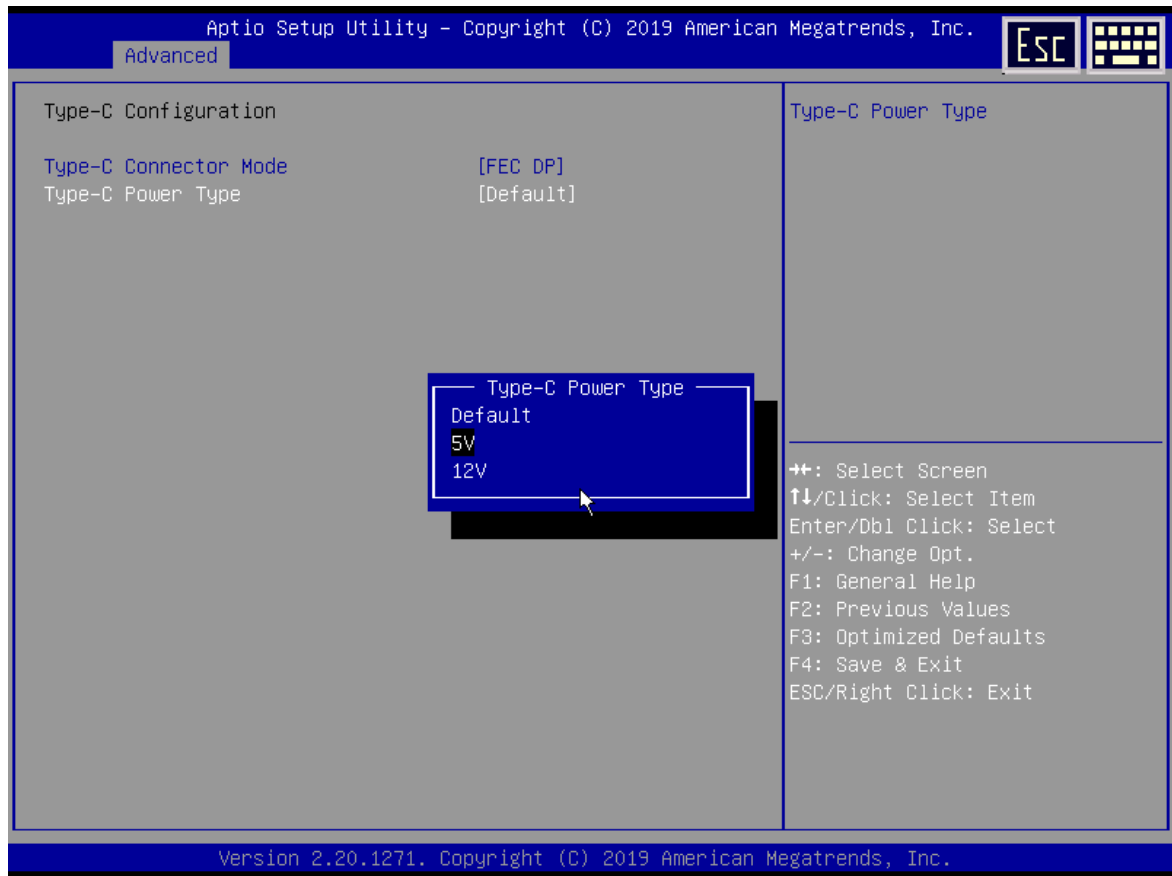 Aptio Setup Utility – Copyright (C) 2019 American Megatrends, Inc.
Esc
Advanced
Type-C Configuration
Type-C Connector Mode [FEC DP]
Type-C Power Type [Default]
Type-C Power Type
Type-C Power Type
Default
5V
12V
→←: Select Screen
↑↓/Click: Select Item
Enter/Dbl Click: Select
+/-: Change Opt.
F1: General Help
F2: Previous Values
F3: Optimized Defaults
F4: Save & Exit
ESC/Right Click: Exit
Version 2.20.1271. Copyright (C) 2019 American Megatrends, Inc.